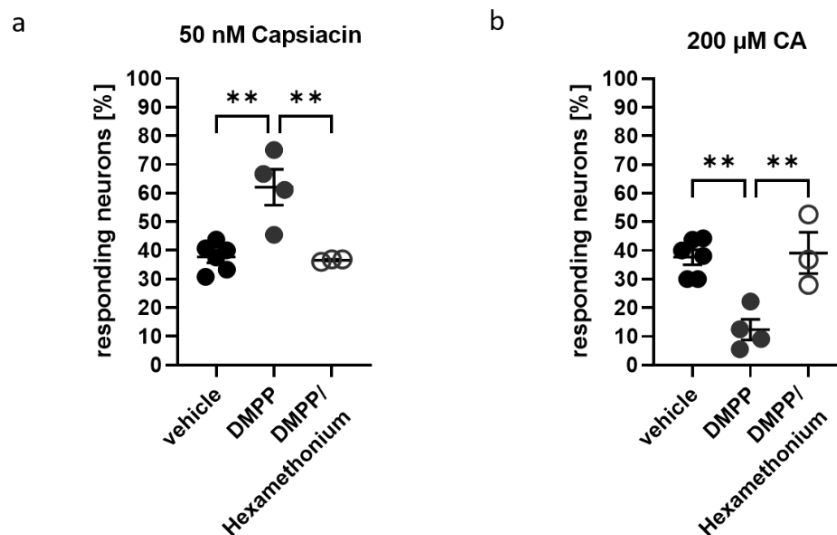 a
50 nM Capsiacin
responding neurons [%]
100
90
80
70
60
50
40
30
20
10
0
** **
vehicle
DMPP
DMPP/
Hexamethonium
b
200 µM CA
responding neurons [%]
100
90
80
70
60
50
40
30
20
10
0
** **
vehicle
DMPP
DMPP/
Hexamethonium